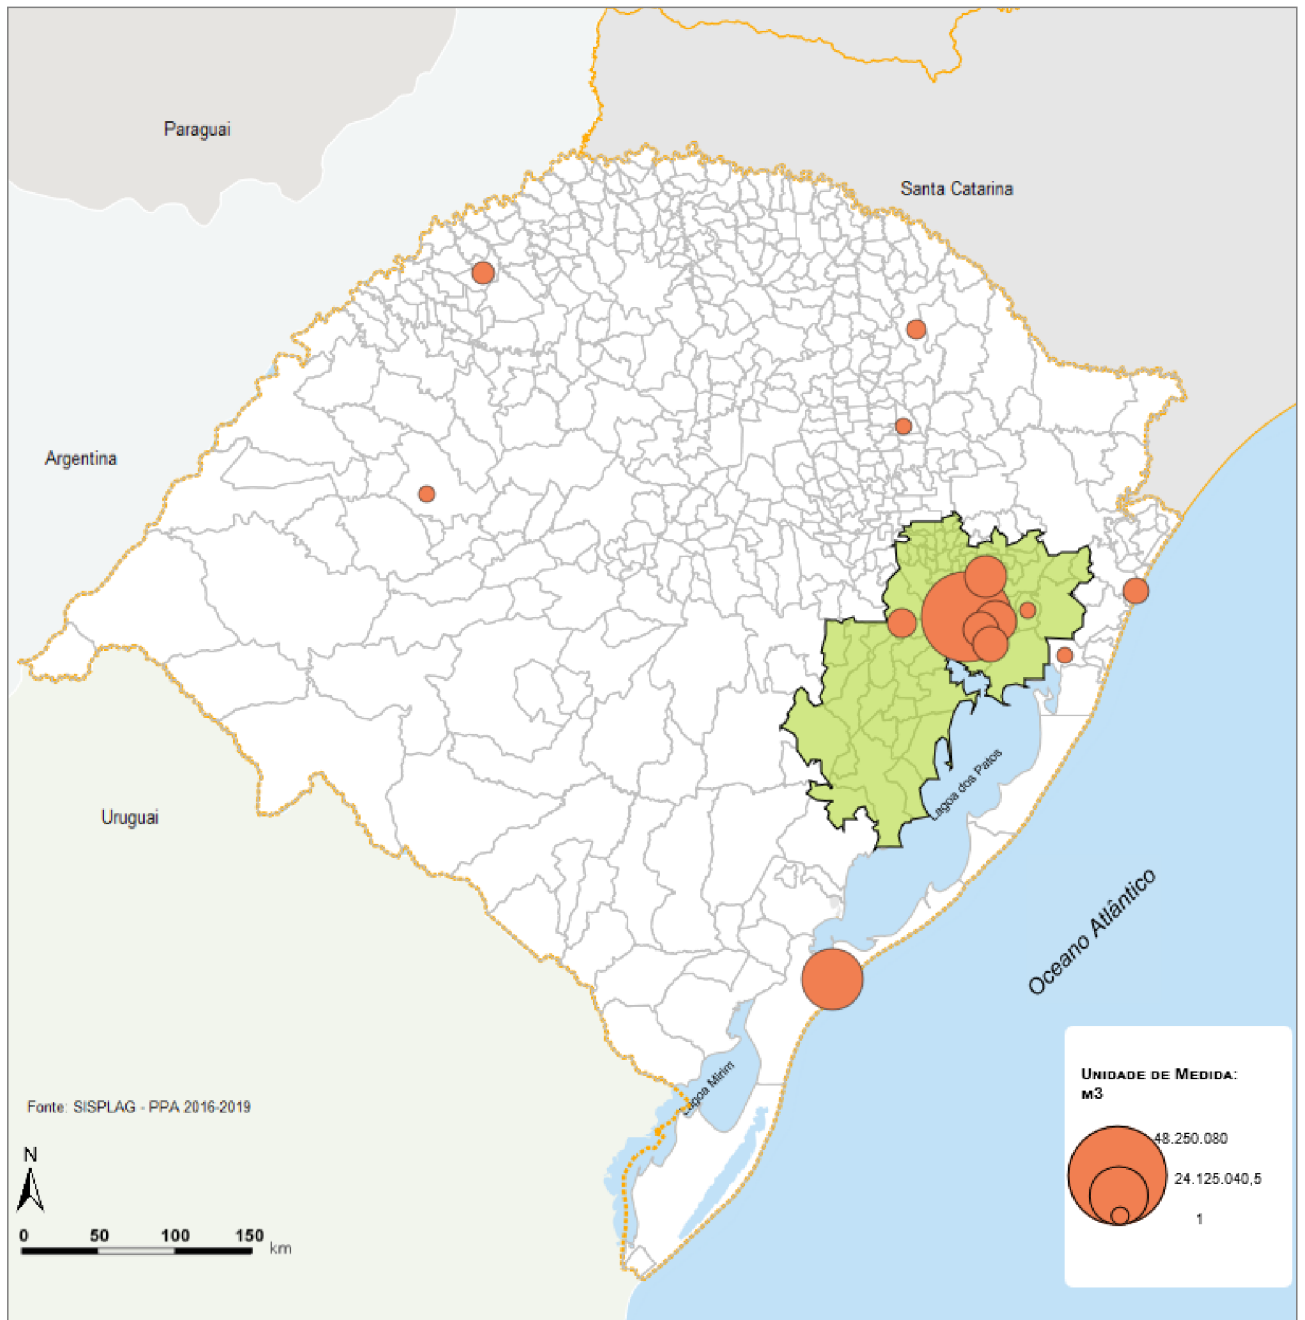 Paraguai
Santa Catarina
Argentina
Lagoa dos Patos
Uruguai
Oceano Atlântico
Lagoa Mirim
UNIDADE DE MEDIDA:
M3
48.250.080
24.125.040,5
1
Fonte: SISPLAG - PPA 2016-2019
N
0 50 100 150
km